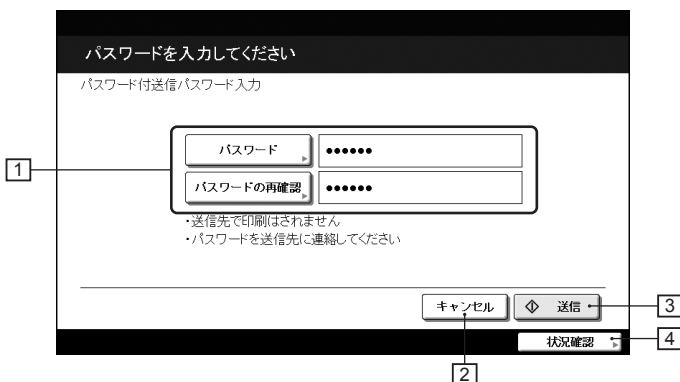 パスワードを入力してください
パスワード付送信パスワード入力
1
パスワード ••••••
パスワードの再確認 ••••••
・送信先で印刷はされません
・パスワードを送信先に連絡してください
キャンセル 送信 3
状況確認 4
2